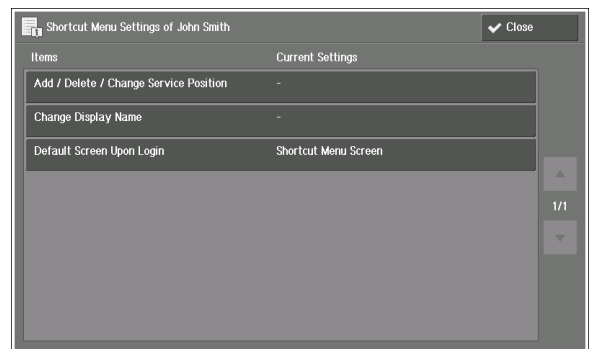 Shortcut Menu Settings of John Smith
Close
Items Current Settings
Add / Delete / Change Service Position -
Change Display Name -
Default Screen Upon Login Shortcut Menu Screen
1/1